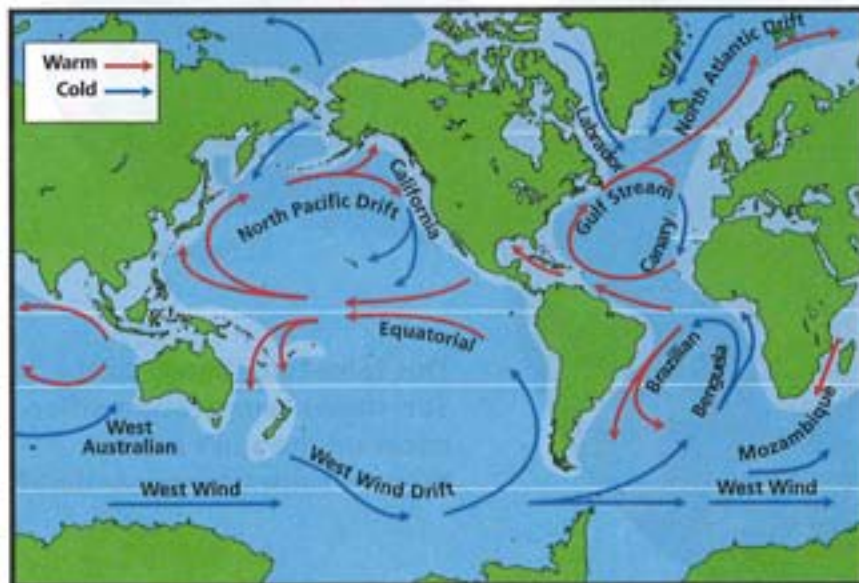 Warm
Cold
North Atlantic Drift
Labrador
California
North Pacific Drift
Gulf Stream
Canary
Equatorial
Brazilian
Benguela
West
Australian
Mozambique
West Wind Drift
West Wind
West Wind